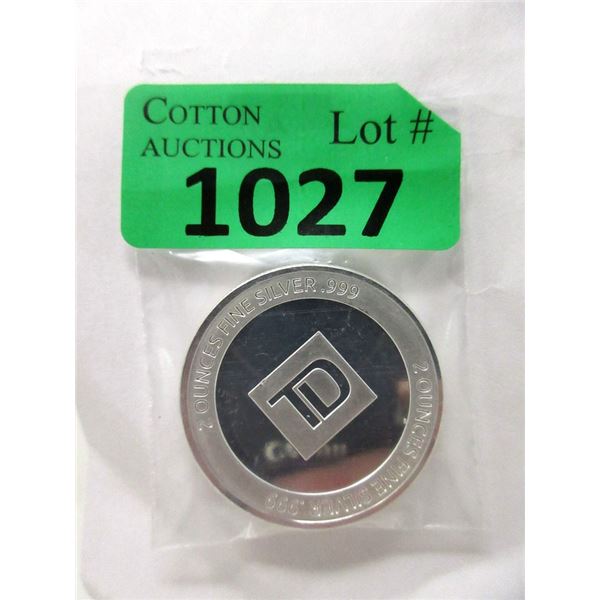 COTTON
AUCTIONS
Lot #
1027
2 OUNCES FINE SILVER .999
TD
2 OUNCES FINE SILVER .999